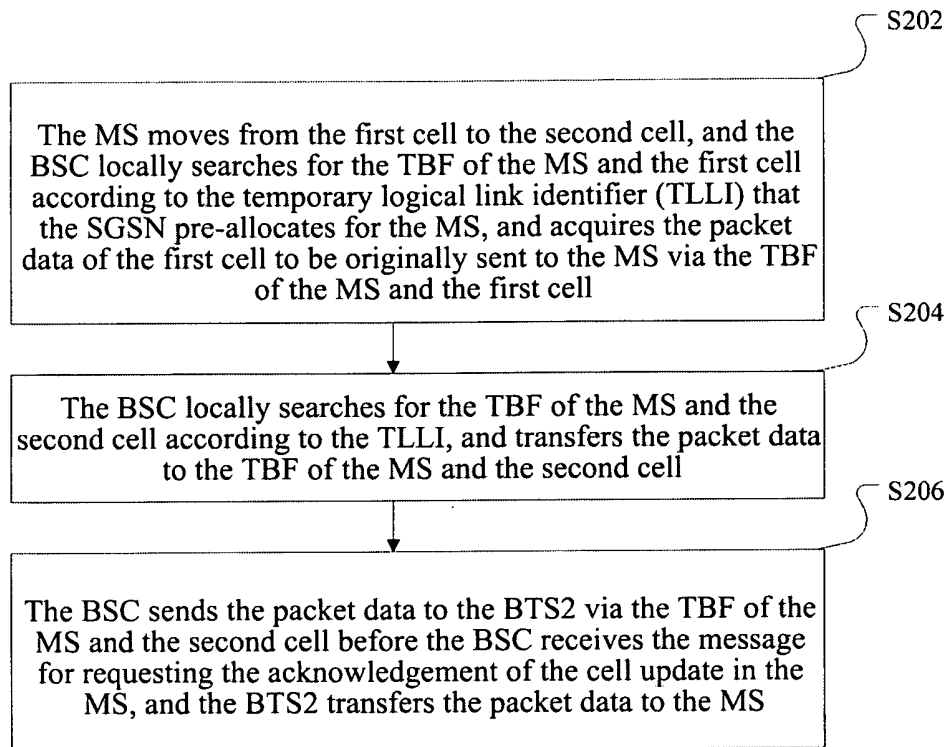 S202
The MS moves from the first cell to the second cell, and the
BSC locally searches for the TBF of the MS and the first cell
according to the temporary logical link identifier (TLLI) that
the SGSN pre-allocates for the MS, and acquires the packet
data of the first cell to be originally sent to the MS via the TBF
of the MS and the first cell
S204
The BSC locally searches for the TBF of the MS and the
second cell according to the TLLI, and transfers the packet data
to the TBF of the MS and the second cell
S206
The BSC sends the packet data to the BTS2 via the TBF of the
MS and the second cell before the BSC receives the message
for requesting the acknowledgement of the cell update in the
MS, and the BTS2 transfers the packet data to the MS